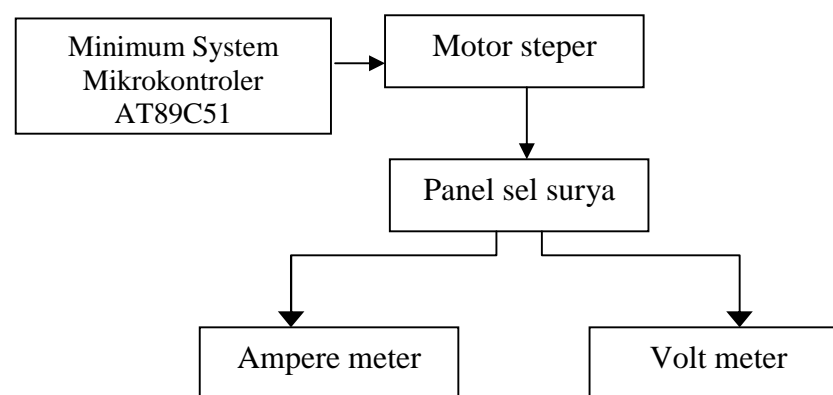 Minimum System
Mikrokontroler
AT89C51
Motor steper
Panel sel surya
Ampere meter
Volt meter